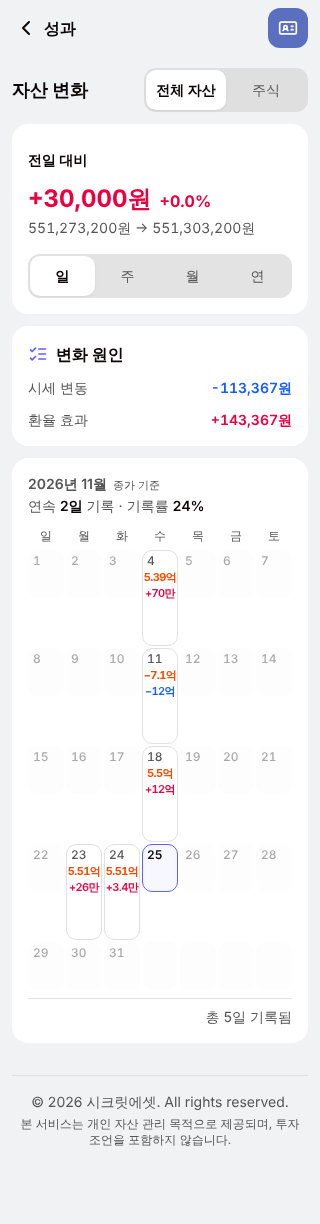 성과
자산 변화
전체 자산
주식
전일 대비
+30,000원 +0.0%
551,273,200원 → 551,303,200원
일 주 월 연
변화 원인
시세 변동 -113,367원
환율 효과 +143,367원
2026년 11월 종가 기준
연속 2일 기록 · 기록률 24%
일 월 화 수 목 금 토
1 2 3 4 5 6 7
5.39억
+70만
8 9 10 11 12 13 14
−7.1억
−12억
15 16 17 18 19 20 21
5.5억
+12억
22 23 24 25 26 27 28
5.51억 5.51억
+26만 +3.4만
29 30 31
총 5일 기록됨
© 2026 시크릿에셋. All rights reserved.
본 서비스는 개인 자산 관리 목적으로 제공되며, 투자
조언을 포함하지 않습니다.